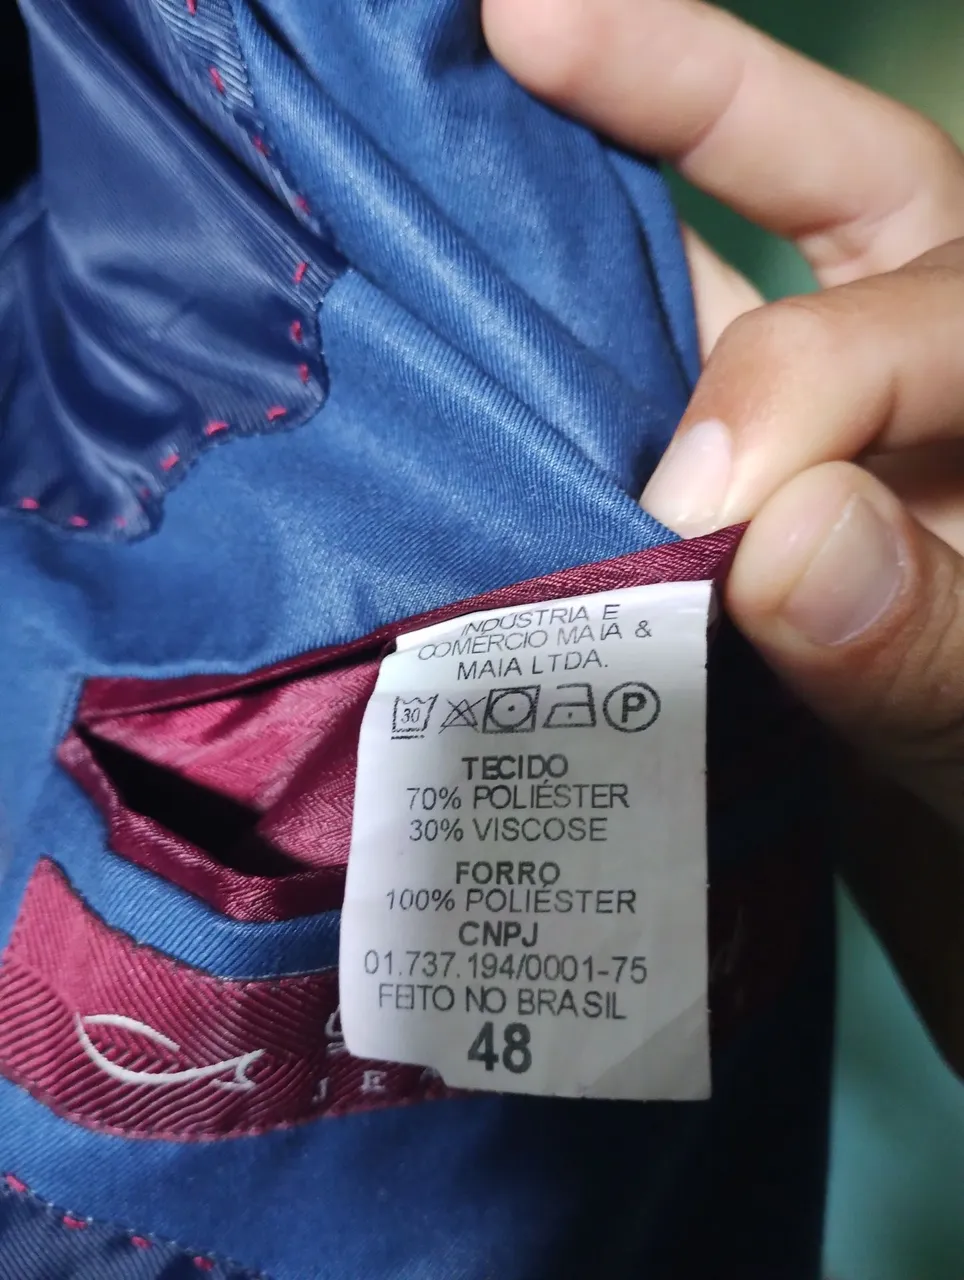 INDÚSTRIA E
COMÉRCIO MAIA &
MAIA LTDA.
30 P
TECIDO
70% POLIÉSTER
30% VISCOSE
FORRO
100% POLIÉSTER
CNPJ
01.737.194/0001-75
FEITO NO BRASIL
48